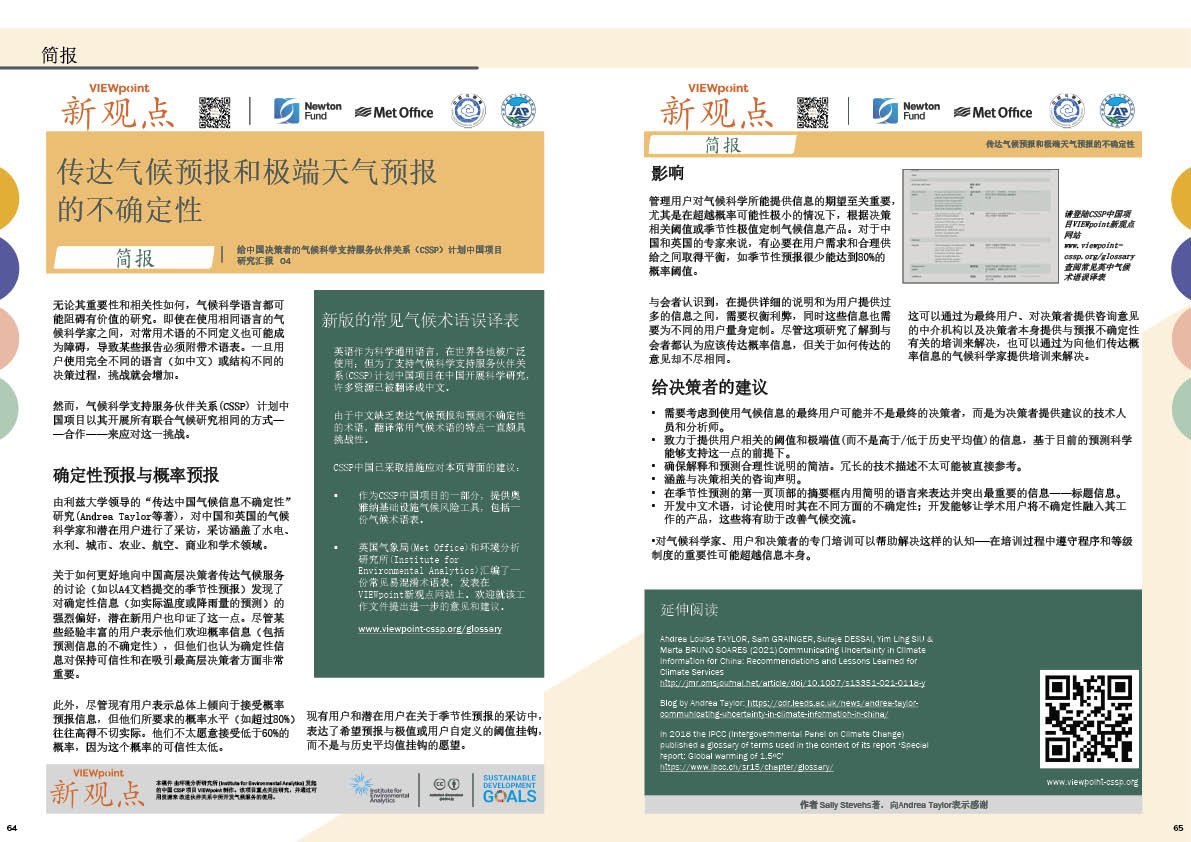 简报
VIEWpoint
新观点
Newton
Fund
Met Office
IAP
传达气候预报和极端天气预报
的不确定性
简报
给中国决策者的气候科学支持服务伙伴关系（CSSP）计划中国项目
研究汇报 04
无论其重要性和相关性如何，气候科学语言都可
能阻碍有价值的研究。即使在使用相同语言的气
候科学家之间，对常用术语的不同定义也可能成
为障碍，导致某些报告必须附带术语表。一旦用
户使用完全不同的语言（如中文）或结构不同的
决策过程，挑战就会增加。
然而，气候科学支持服务伙伴关系(CSSP) 计划中
国项目以其开展所有联合气候研究相同的方式—
—合作——来应对这一挑战。
确定性预报与概率预报
由利兹大学领导的“传达中国气候信息不确定性”
研究(Andrea Taylor等著)，对中国和英国的气候
科学家和潜在用户进行了采访，采访涵盖了水电、
水利、城市、农业、航空、商业和学术领域。
关于如何更好地向中国高层决策者传达气候服务
的讨论（如以A4文档提交的季节性预报）发现了
对确定性信息（如实际温度或降雨量的预测）的
强烈偏好，潜在新用户也印证了这一点。尽管某
些经验丰富的用户表示他们欢迎概率信息（包括
预测信息的不确定性），但他们也认为确定性信
息对保持可信性和在吸引最高层决策者方面非常
重要。
此外，尽管现有用户表示总体上倾向于接受概率
预报信息，但他们所要求的概率水平（如超过80%）
往往高得不切实际。他们不太愿意接受低于60%的
概率，因为这个概率的可信性太低。
新版的常见气候术语误译表
英语作为科学通用语言，在世界各地被广泛
使用；但为了支持气候科学支持服务伙伴关
系(CSSP)计划中国项目在中国开展科学研究，
许多资源已被翻译成中文。
由于中文缺乏表达气候预报和预测不确定性
的术语，翻译常用气候术语的特点一直颇具
挑战性。
CSSP中国已采取措施应对本页背面的建议：
• 作为CSSP中国项目的一部分，提供奥
雅纳基础设施气候风险工具，包括一
份气候术语表。
• 英国气象局(Met Office)和环境分析
研究所(Institute for
Environmental Analytics)汇编了一
份常见易混淆术语表，发表在
VIEWpoint新观点网站上。欢迎就该工
作文件提出进一步的意见和建议。
www.viewpoint-cssp.org/glossary
现有用户和潜在用户在关于季节性预报的采访中，
表达了希望预报与极值或用户自定义的阈值挂钩，
而不是与历史平均值挂钩的愿望。
VIEWpoint
新观点
本稿件 由环境分析研究所 (Institute for Environmental Analytics) 发起
的中国 CSSP 项目 VIEWpoint 制作。该项目重点关注研究，并通过可
用资源来 改进伙伴关系中所开发气候服务的使用。
Institute for
Environmental
Analytics
SUSTAINABLE
DEVELOPMENT
GOALS
64
VIEWpoint
新观点
Newton
Fund
Met Office
IAP
简报
传达气候预报和极端天气预报的不确定性
影响
管理用户对气候科学所能提供信息的期望至关重要，
尤其是在超越概率可能性极小的情况下，根据决策
相关阈值或季节性极值定制气候信息产品。对于中
国和英国的专家来说，有必要在用户需求和合理供
给之间取得平衡，如季节性预报很少能达到80%的
概率阈值。
请登陆CSSP中国项
目VIEWpoint新观点
网站
www.viewpoint-
cssp.org/glossary
查阅常见英中气候
术语误译表
与会者认识到，在提供详细的说明和为用户提供过
多的信息之间，需要权衡利弊，同时这些信息也需
要为不同的用户量身定制。尽管这项研究了解到与
会者都认为应该传达概率信息，但关于如何传达的
意见却不尽相同。
这可以通过为最终用户、对决策者提供咨询意见
的中介机构以及决策者本身提供与预报不确定性
有关的培训来解决，也可以通过为向他们传达概
率信息的气候科学家提供培训来解决。
给决策者的建议
• 需要考虑到使用气候信息的最终用户可能并不是最终的决策者，而是为决策者提供建议的技术人
员和分析师。
• 致力于提供用户相关的阈值和极端值(而不是高于/低于历史平均值)的信息，基于目前的预测科学
能够支持这一点的前提下。
• 确保解释和预测合理性说明的简洁。冗长的技术描述不太可能被直接参考。
• 涵盖与决策相关的咨询声明。
• 在季节性预测的第一页顶部的摘要框内用简明的语言来表达并突出最重要的信息——标题信息。
• 开发中文术语，讨论使用时其在不同方面的不确定性；开发能够让学术用户将不确定性融入其工
作的产品，这些将有助于改善气候交流。
•对气候科学家、用户和决策者的专门培训可以帮助解决这样的认知——在培训过程中遵守程序和等级
制度的重要性可能超越信息本身。
延伸阅读
Andrea Louise TAYLOR, Sam GRAINGER, Suraje DESSAI, Yim Ling SIU &
Marta BRUNO SOARES (2021) Communicating Uncertainty in Climate
Information for China: Recommendations and Lessons Learned for
Climate Services
http://jmr.cmsjournal.net/article/doi/10.1007/s13351-021-0118-y
Blog by Andrea Taylor: https://cdr.leeds.ac.uk/news/andrea-taylor-
communicating-uncertainty-in-climate-information-in-china/
In 2018 the IPCC (Intergovernmental Panel on Climate Change)
published a glossary of terms used in the context of its report ‘Special
report: Global warming of 1.5ºC’
https://www.ipcc.ch/sr15/chapter/glossary/
www.viewpoint-cssp.org
作者 Sally Stevens著，向Andrea Taylor表示感谢
65